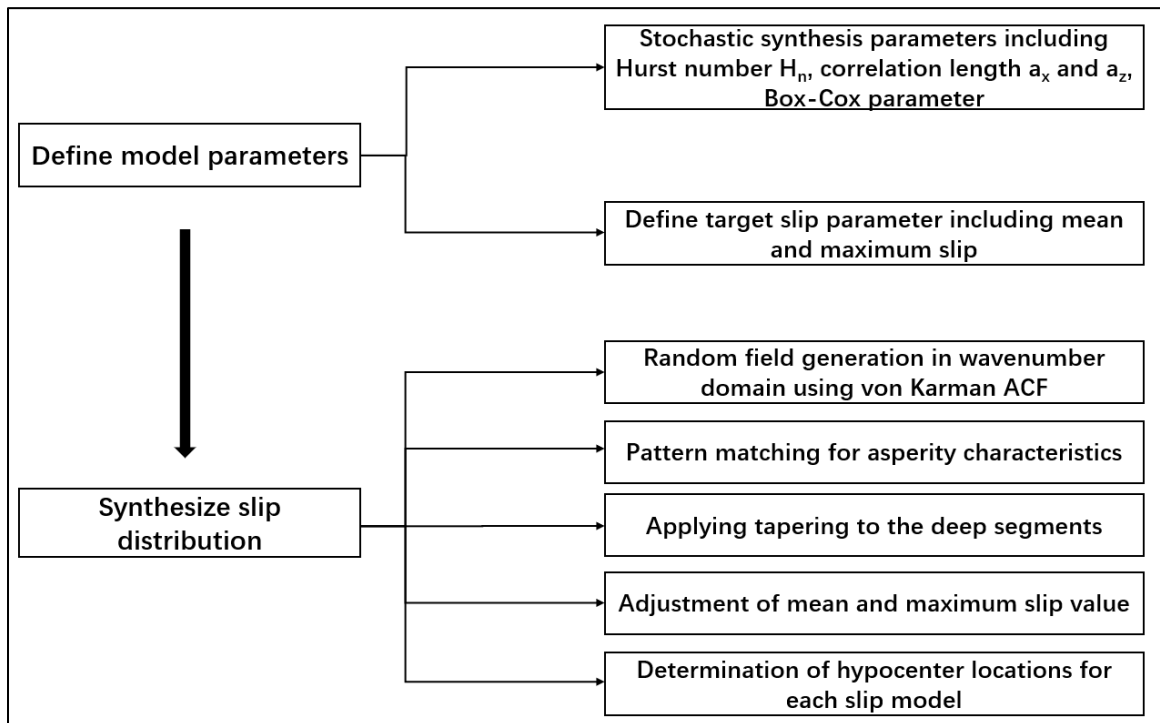 Stochastic synthesis parameters including
Hurst number Hₙ, correlation length aₓ and a_z,
Box-Cox parameter
Define model parameters
Define target slip parameter including mean
and maximum slip
Random field generation in wavenumber
domain using von Karman ACF
Pattern matching for asperity characteristics
Synthesize slip
distribution
Applying tapering to the deep segments
Adjustment of mean and maximum slip value
Determination of hypocenter locations for
each slip model